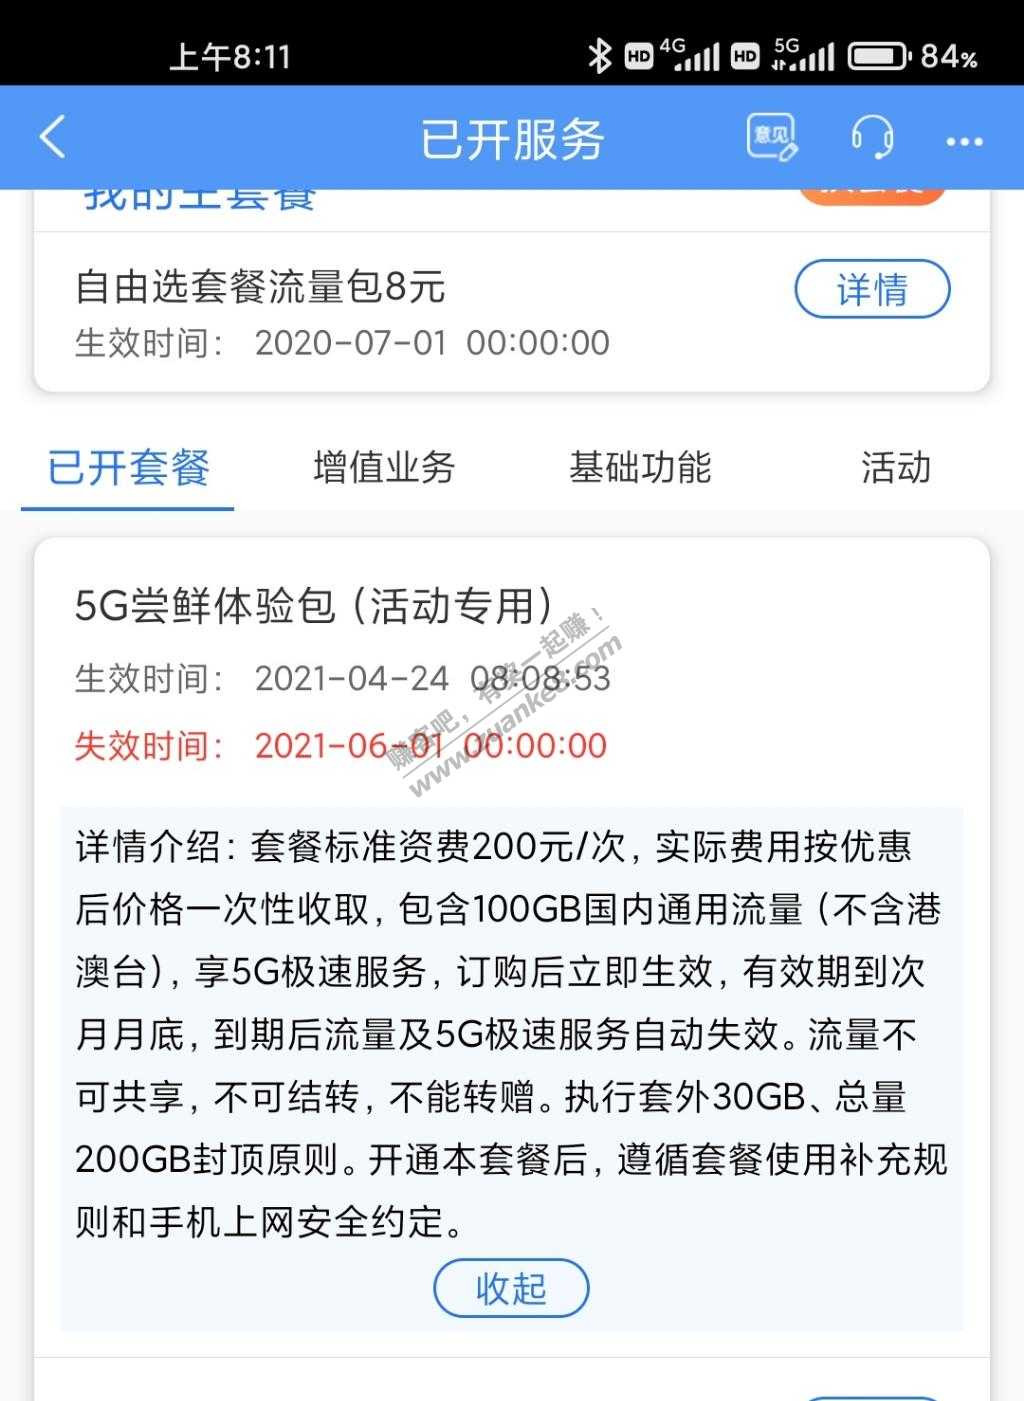 上午8:11
HD 4G HD 5G 84%
已开服务
意见
我的主套餐
自由选套餐流量包8元
详情
生效时间： 2020-07-01 00:00:00
已开套餐 增值业务 基础功能 活动
5G尝鲜体验包（活动专用）
生效时间： 2021-04-24 08:08:53
失效时间： 2021-06-01 00:00:00
赚客吧，有奖一起赚！
www.zuanke8.com
详情介绍：套餐标准资费200元/次，实际费用按优惠
后价格一次性收取，包含100GB国内通用流量（不含港
澳台），享5G极速服务，订购后立即生效，有效期到次
月月底，到期后流量及5G极速服务自动失效。流量不
可共享，不可结转，不能转赠。执行套外30GB、总量
200GB封顶原则。开通本套餐后，遵循套餐使用补充规
则和手机上网安全约定。
收起